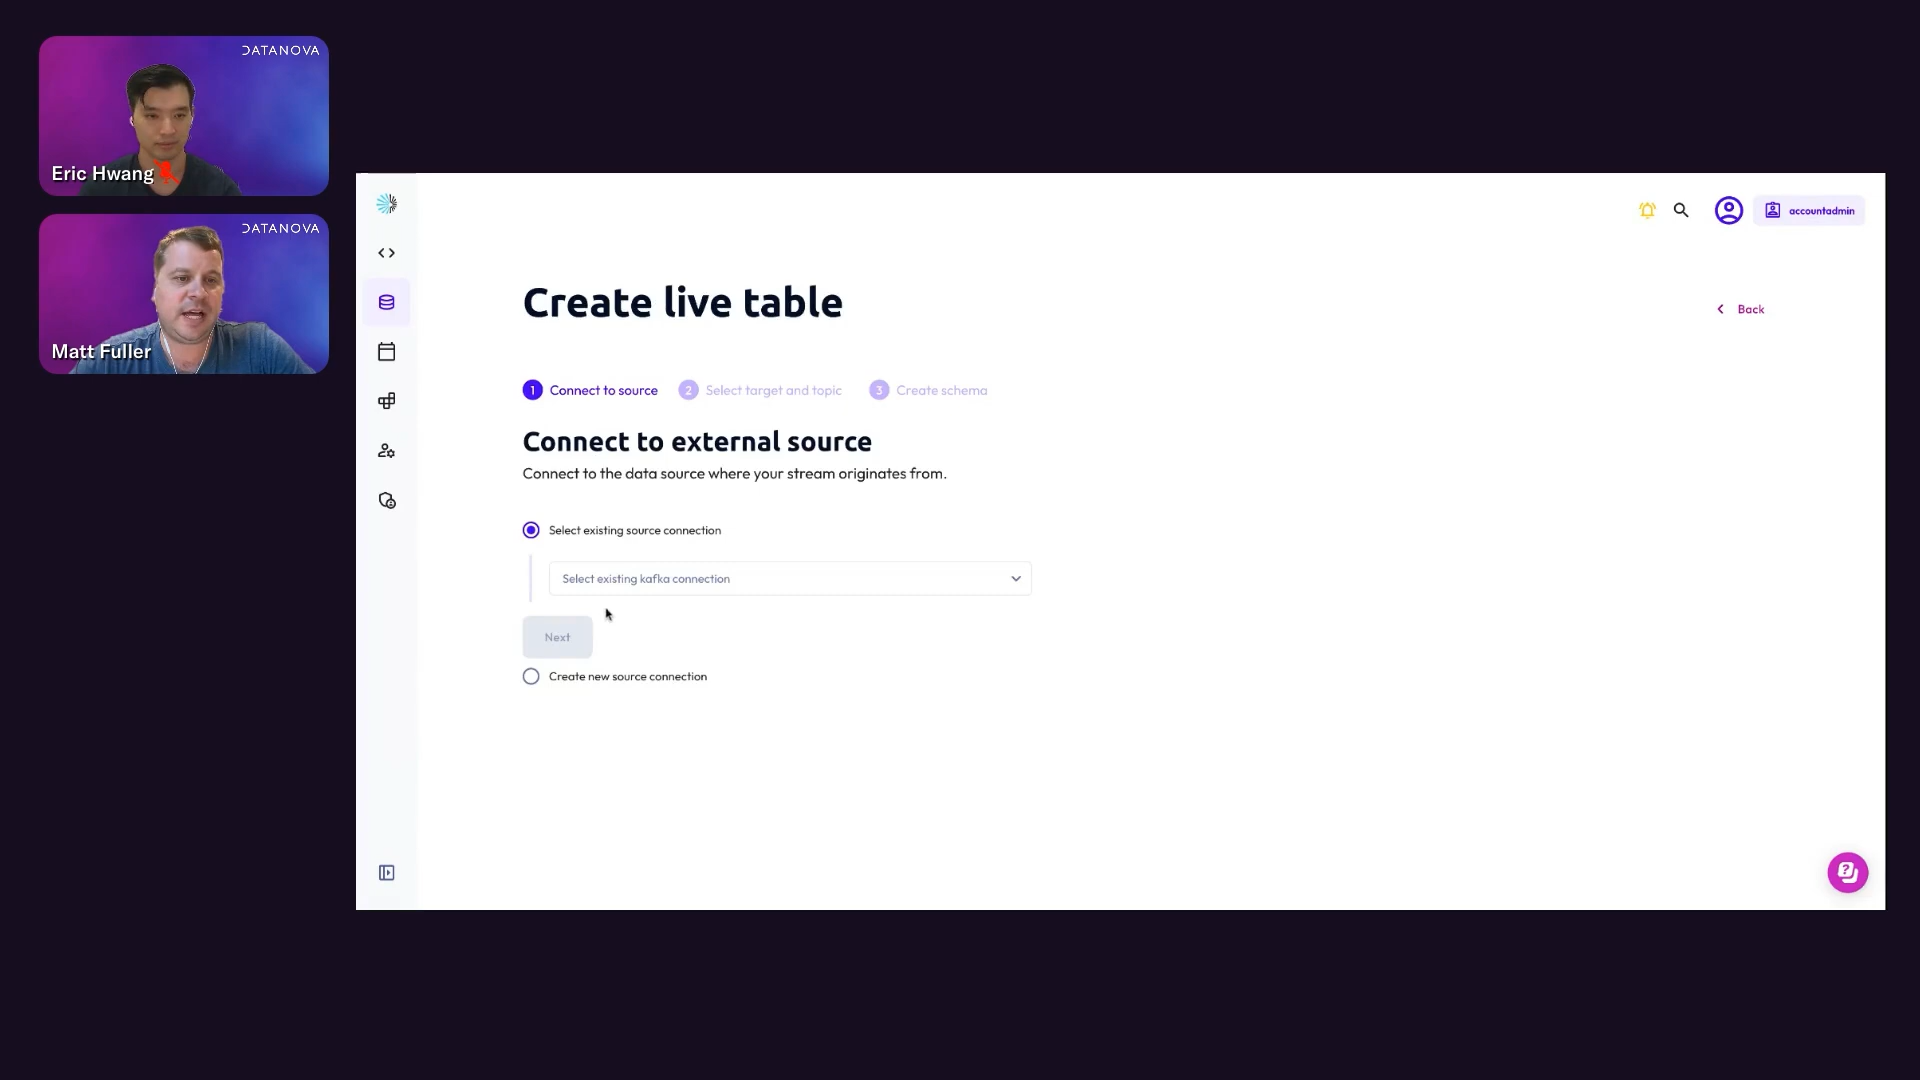 DATANOVA
Eric Hwang
DATANOVA
Matt Fuller
accountadmin
Create live table
Back
1 Connect to source 2 Select target and topic 3 Create schema
Connect to external source
Connect to the data source where your stream originates from.
Select existing source connection
Select existing kafka connection
Next
Create new source connection